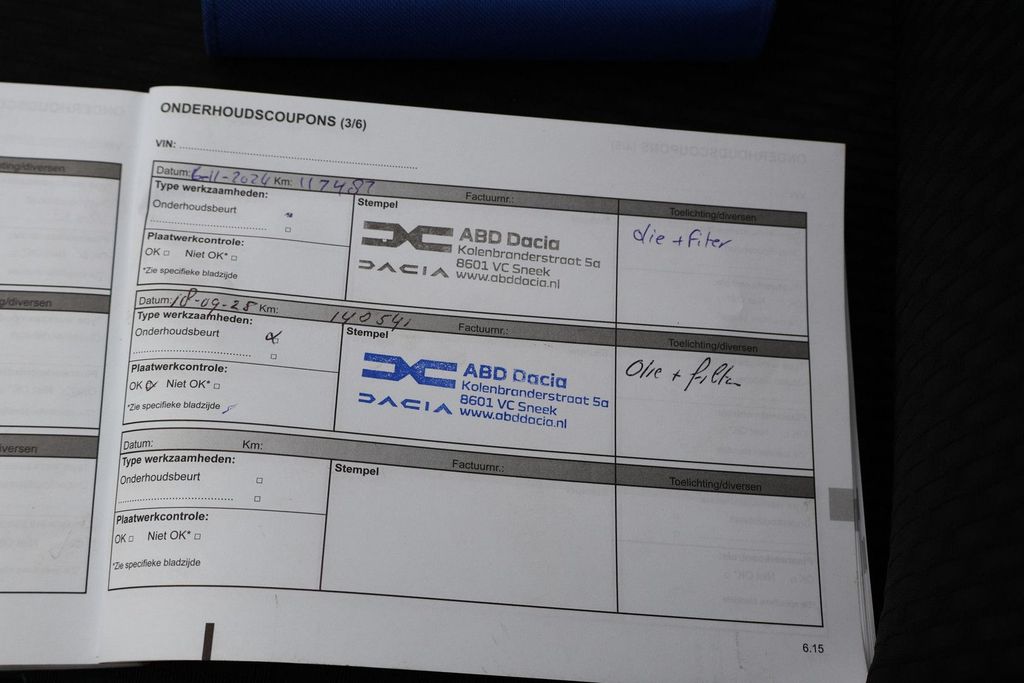 ONDERHOUDSCOUPONS (3/6)
VIN:
Datum: 6-11-2024 Km: 117487 Factuurnr.: Toelichting/diversen
Type werkzaamheden:
Onderhoudsbeurt
Plaatwerkcontrole:
OK □ Niet OK* □
*Zie specifieke bladzijde
Stempel
ABD Dacia
Kolenbranderstraat 5a
8601 VC Sneek
DACIA www.abddacia.nl
olie + fiter
Datum: 18-09-25 Km: 140541 Factuurnr.: Toelichting/diversen
Type werkzaamheden:
Onderhoudsbeurt
Plaatwerkcontrole:
OK Niet OK* □
*Zie specifieke bladzijde
Stempel
ABD Dacia
Kolenbranderstraat 5a
8601 VC Sneek
DACIA www.abddacia.nl
Olie + filter
Datum: Km: Factuurnr.: Toelichting/diversen
Type werkzaamheden:
Onderhoudsbeurt □
Plaatwerkcontrole:
OK □ Niet OK* □
*Zie specifieke bladzijde
Stempel
6.15